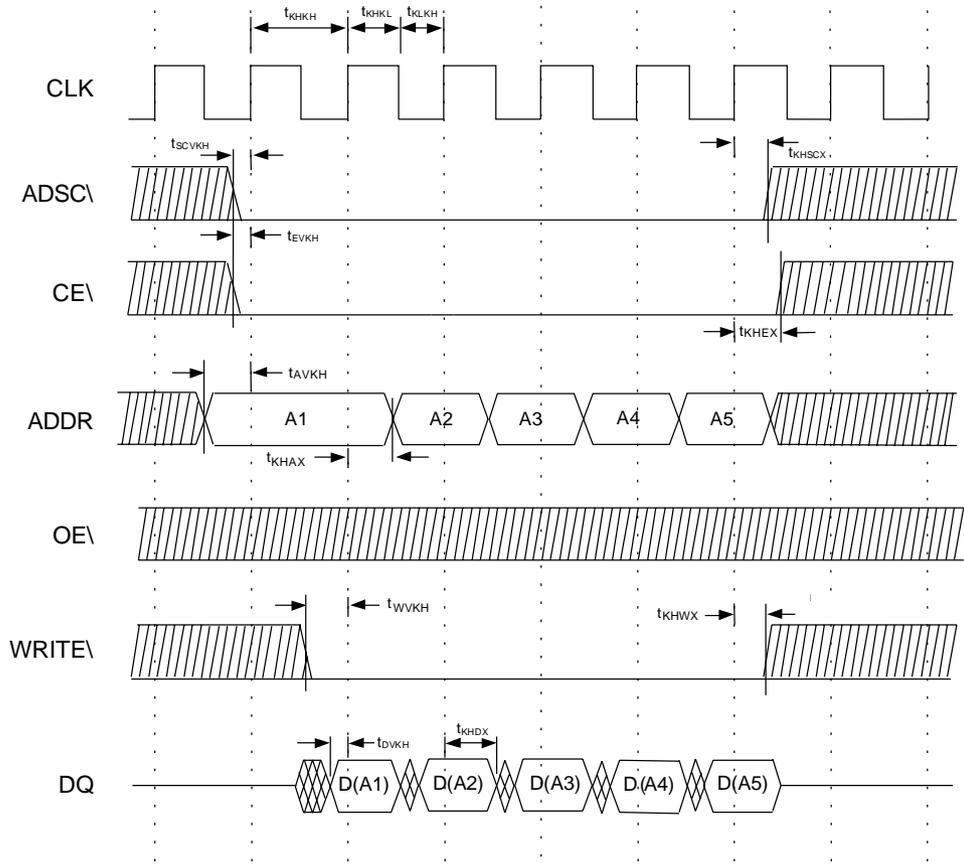 tKHKH tKHKL tKLKH
CLK
tSCVKH
tKHSCX
ADSC\
tEVKH
CE\
tKHEX
tAVKH
ADDR
A1 A2 A3 A4 A5
tKHAX
OE\
tWVKH
tKHWX
WRITE\
tDVKH
tKHDX
DQ
D(A1) D(A2) D(A3) D(A4) D(A5)